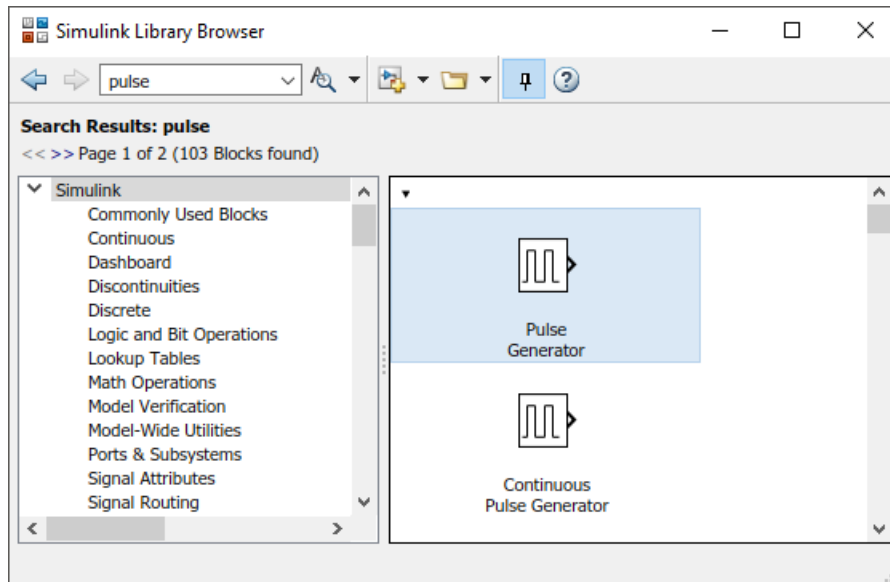 Simulink Library Browser
pulse
Search Results: pulse
<< >> Page 1 of 2 (103 Blocks found)
Simulink
Commonly Used Blocks
Continuous
Dashboard
Discontinuities
Discrete
Logic and Bit Operations
Lookup Tables
Math Operations
Model Verification
Model-Wide Utilities
Ports & Subsystems
Signal Attributes
Signal Routing
Pulse
Generator
Continuous
Pulse Generator